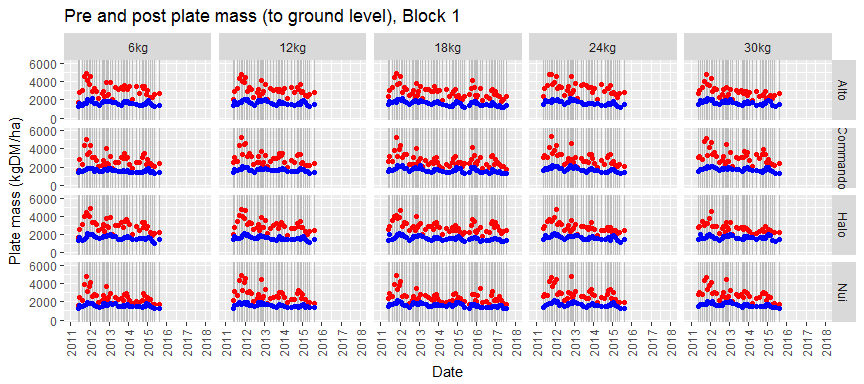 Pre and post plate mass (to ground level), Block 1
6kg 12kg 18kg 24kg 30kg
Plate mass (kgDM/ha)
6000
4000
2000
0
Alto
6000
4000
2000
0
Commando
6000
4000
2000
0
Halo
6000
4000
2000
0
Nui
2011 2012 2013 2014 2015 2016 2017 2018 2011 2012 2013 2014 2015 2016 2017 2018 2011 2012 2013 2014 2015 2016 2017 2018 2011 2012 2013 2014 2015 2016 2017 2018 2011 2012 2013 2014 2015 2016 2017 2018
Date